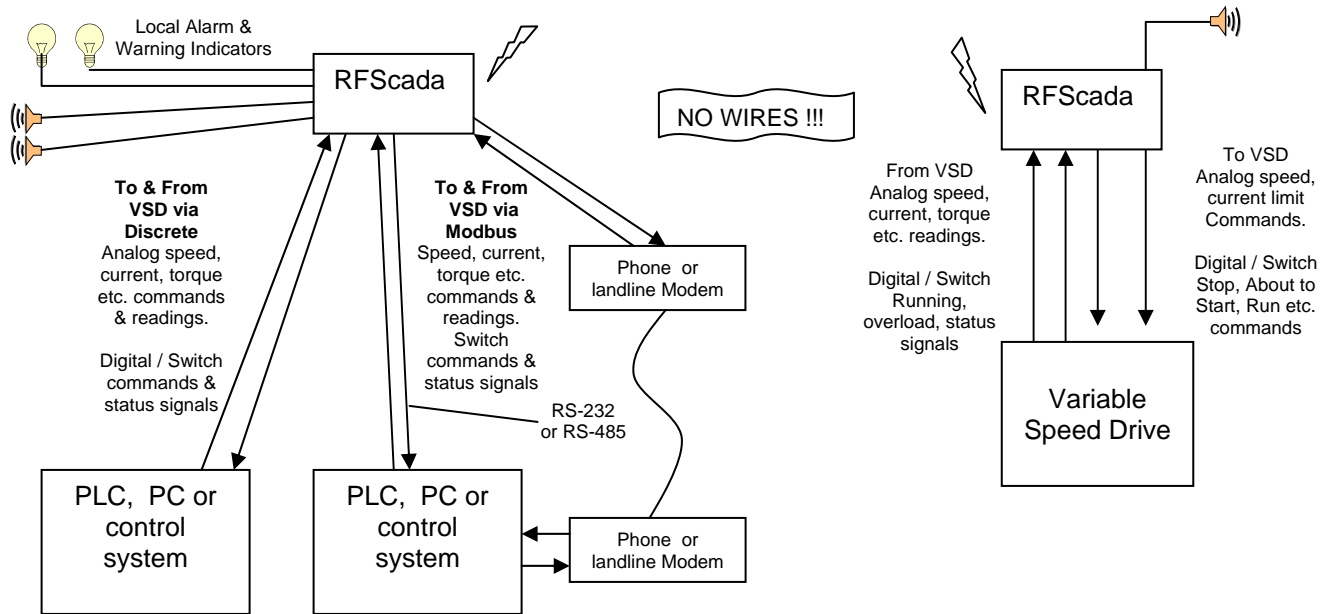 Local Alarm &
Warning Indicators
RFScada
NO WIRES !!!
RFScada
To & From
VSD via
Discrete
Analog speed,
current, torque
etc. commands
& readings.
Digital / Switch
commands &
status signals
To & From
VSD via
Modbus
Speed, current,
torque etc.
commands &
readings.
Switch
commands &
status signals
RS-232
or RS-485
Phone or
landline Modem
From VSD
Analog speed,
current, torque
etc. readings.
Digital / Switch
Running,
overload, status
signals
To VSD
Analog speed,
current limit
Commands.
Digital / Switch
Stop, About to
Start, Run etc.
commands
Variable
Speed Drive
PLC, PC or
control
system
PLC, PC or
control
system
Phone or
landline Modem